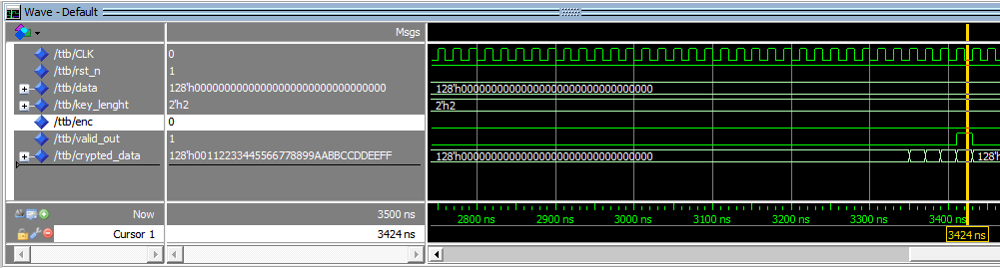 Wave - Default
Msgs
/ttb/CLK 0
/ttb/rst_n 1
/ttb/data 128'h00000000000000000000000000000000 128'h00000000000000000000000000000000
/ttb/key_lenght 2'h2 2'h2
/ttb/enc 0
/ttb/valid_out 1
/ttb/crypted_data 128'h00112233445566778899AABBCCDDEEFF 128'h00000000000000000000000000000000 128'h
Now 3500 ns 2800 ns 2900 ns 3000 ns 3100 ns 3200 ns 3300 ns 3400 ns
Cursor 1 3424 ns 3424 ns